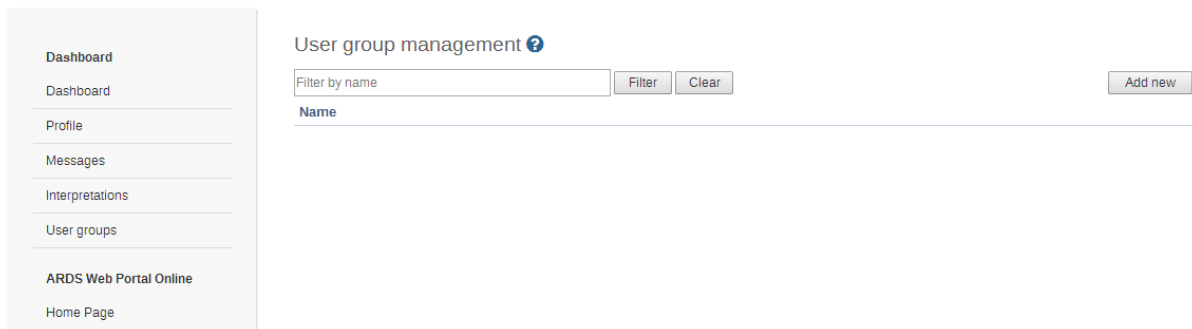 Dashboard
Dashboard
Profile
Messages
Interpretations
User groups
ARDS Web Portal Online
Home Page
User group management ?
Filter by name Filter Clear Add new
Name